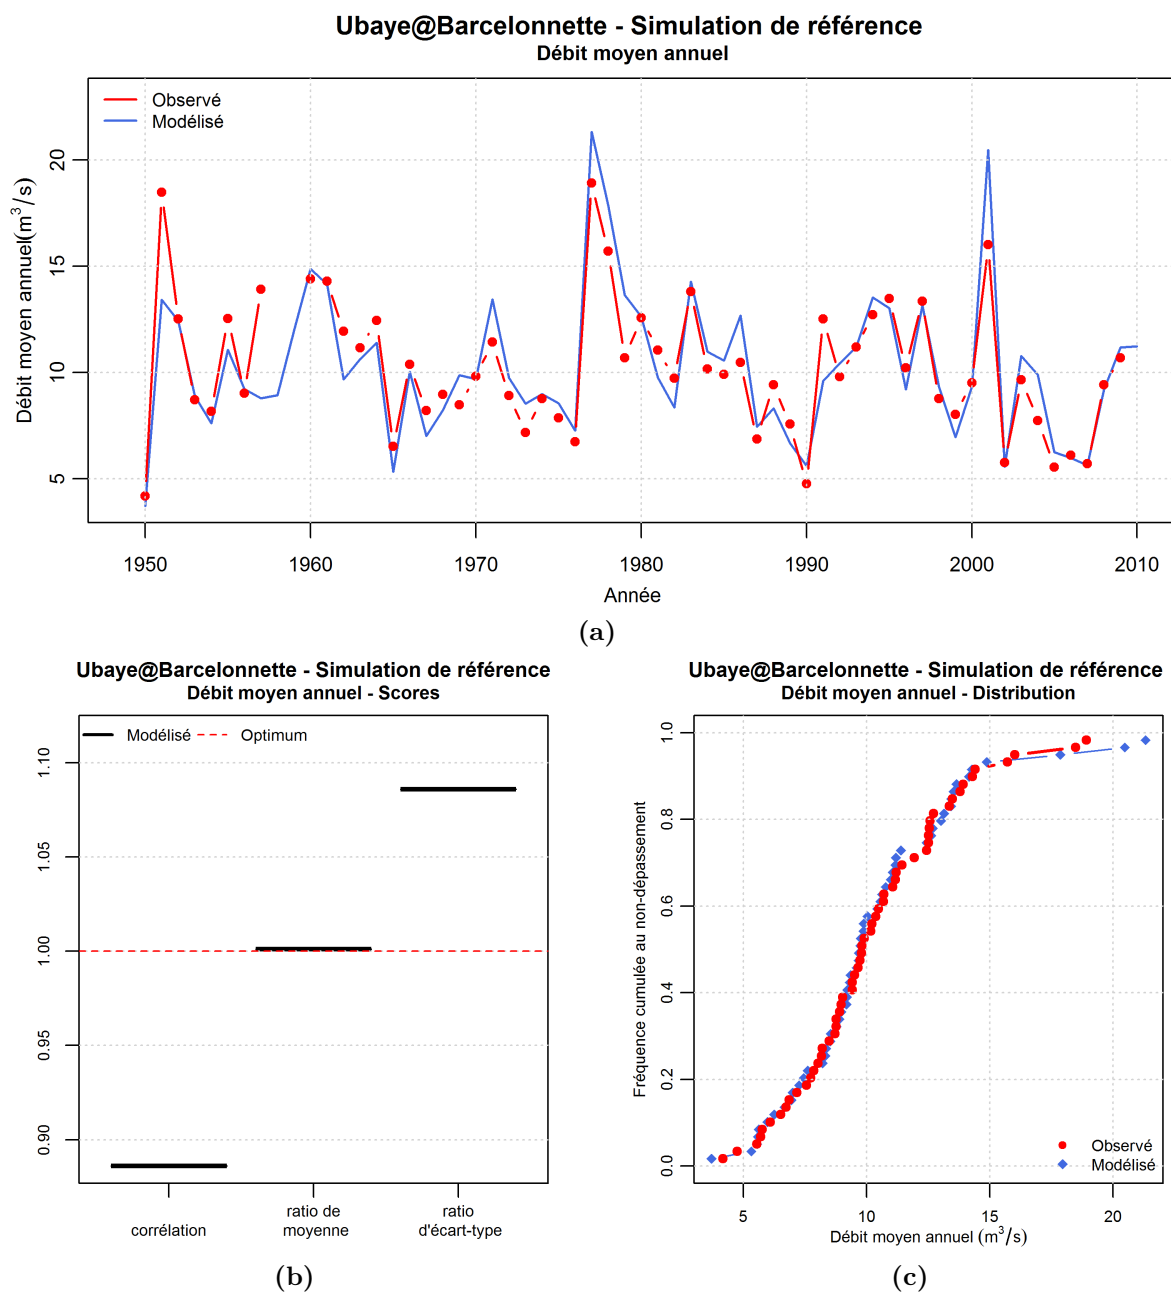 Ubaye@Barcelonnette - Simulation de référence
Débit moyen annuel
Observé
Modélisé
Débit moyen annuel(m³/s)
20
15
10
5
1950 1960 1970 1980 1990 2000 2010
Année
(a)
Ubaye@Barcelonnette - Simulation de référence
Débit moyen annuel - Scores
Modélisé
Optimum
1.10
1.05
1.00
0.95
0.90
corrélation
ratio de
moyenne
ratio
d'écart-type
(b)
Ubaye@Barcelonnette - Simulation de référence
Débit moyen annuel - Distribution
Fréquence cumulée au non-dépassement
1.0
0.8
0.6
0.4
0.2
0.0
Observé
Modélisé
5 10 15 20
Débit moyen annuel (m³/s)
(c)